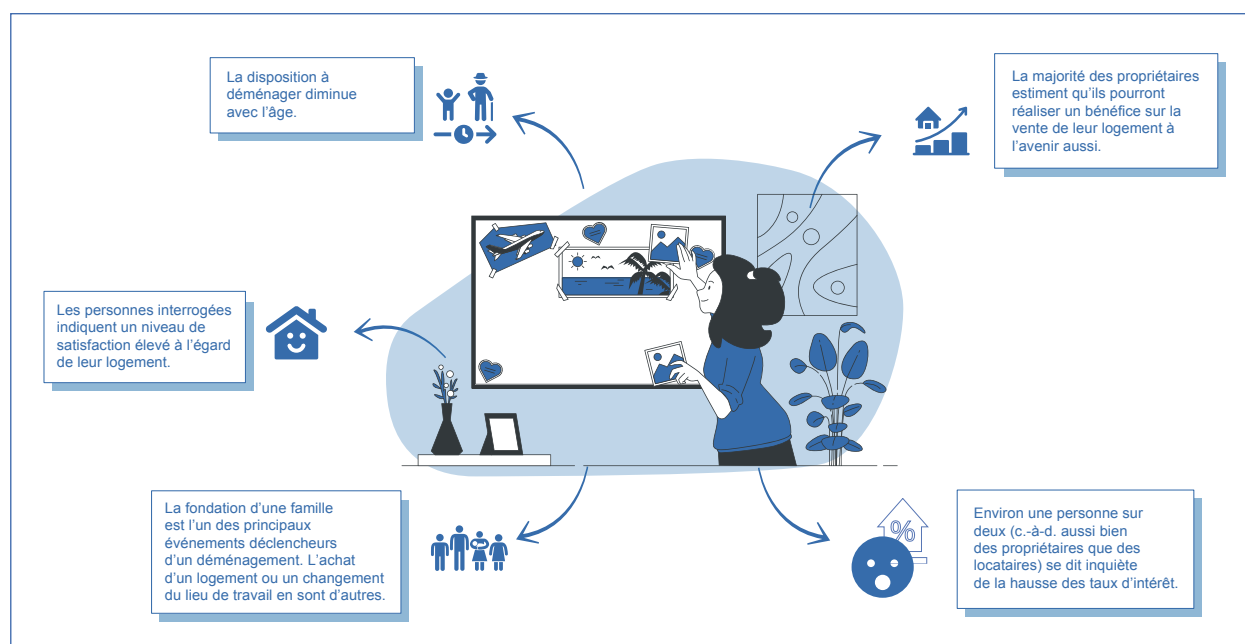 La disposition à
déménager diminue
avec l’âge.
La majorité des propriétaires
estiment qu’ils pourront
réaliser un bénéfice sur la
vente de leur logement à
l’avenir aussi.
Les personnes interrogées
indiquent un niveau de
satisfaction élevé à l’égard
de leur logement.
La fondation d’une famille
est l’un des principaux
événements déclencheurs
d’un déménagement. L’achat
d’un logement ou un changement
du lieu de travail en sont d’autres.
%
Environ une personne sur
deux (c.-à-d. aussi bien
des propriétaires que des
locataires) se dit inquiète
de la hausse des taux d’intérêt.